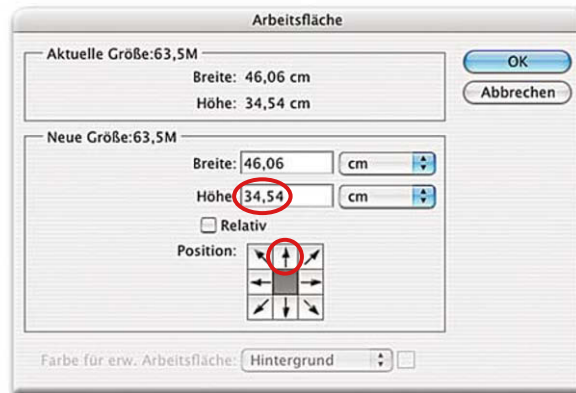 Arbeitsfläche
Aktuelle Größe:63,5M
Breite: 46,06 cm
Höhe: 34,54 cm
OK
Abbrechen
Neue Größe:63,5M
Breite: 46,06 cm
Höhe: 34,54 cm
Relativ
Position:
Farbe für erw. Arbeitsfläche: Hintergrund